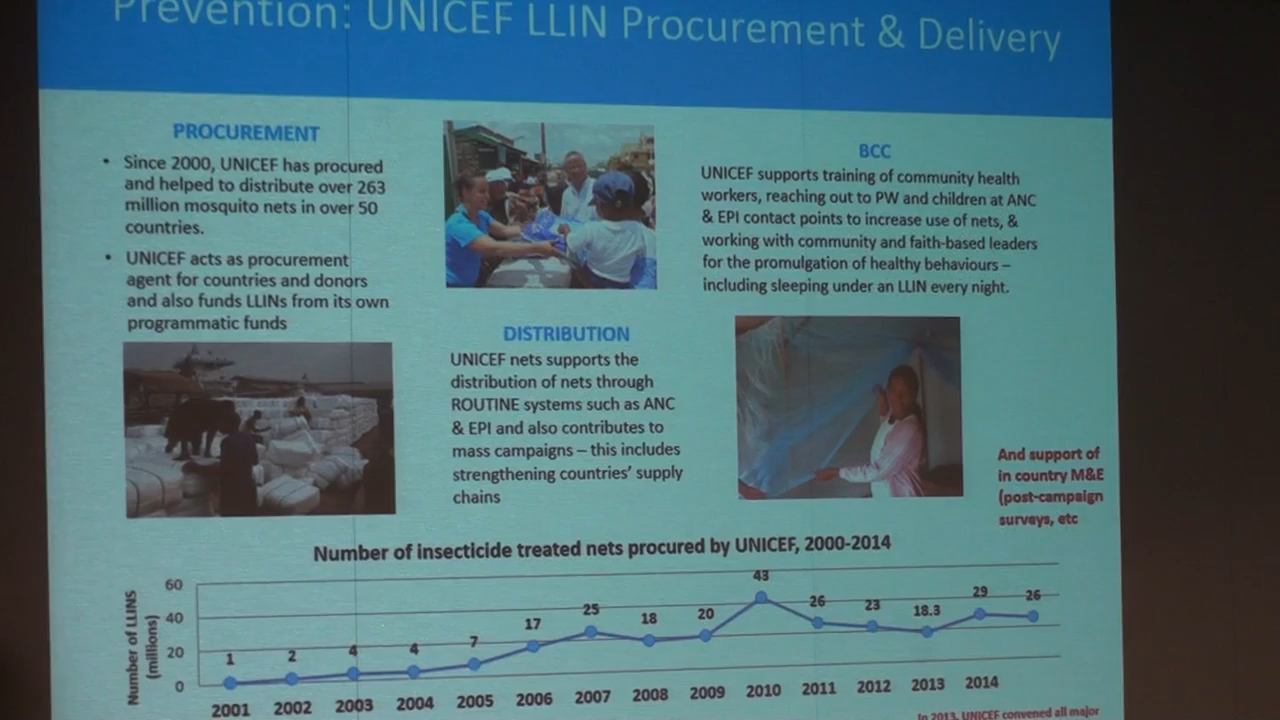 Prevention: UNICEF LLIN Procurement & Delivery
PROCUREMENT
• Since 2000, UNICEF has procured
and helped to distribute over 263
million mosquito nets in over 50
countries.
• UNICEF acts as procurement
agent for countries and donors
and also funds LLINs from its own
programmatic funds
DISTRIBUTION
UNICEF nets supports the
distribution of nets through
ROUTINE systems such as ANC
& EPI and also contributes to
mass campaigns – this includes
strengthening countries' supply
chains
BCC
UNICEF supports training of community health
workers, reaching out to PW and children at ANC
& EPI contact points to increase use of nets, &
working with community and faith-based leaders
for the promulgation of healthy behaviours –
including sleeping under an LLIN every night.
And support of
in country M&E
(post-campaign
surveys, etc
Number of insecticide treated nets procured by UNICEF, 2000-2014
Number of LLINS
(millions)
60
40
20
0
1 2 4 4 7 17 25 18 20 43 26 23 18.3 29 26
2001 2002 2003 2004 2005 2006 2007 2008 2009 2010 2011 2012 2013 2014
In 2013, UNICEF convened all major